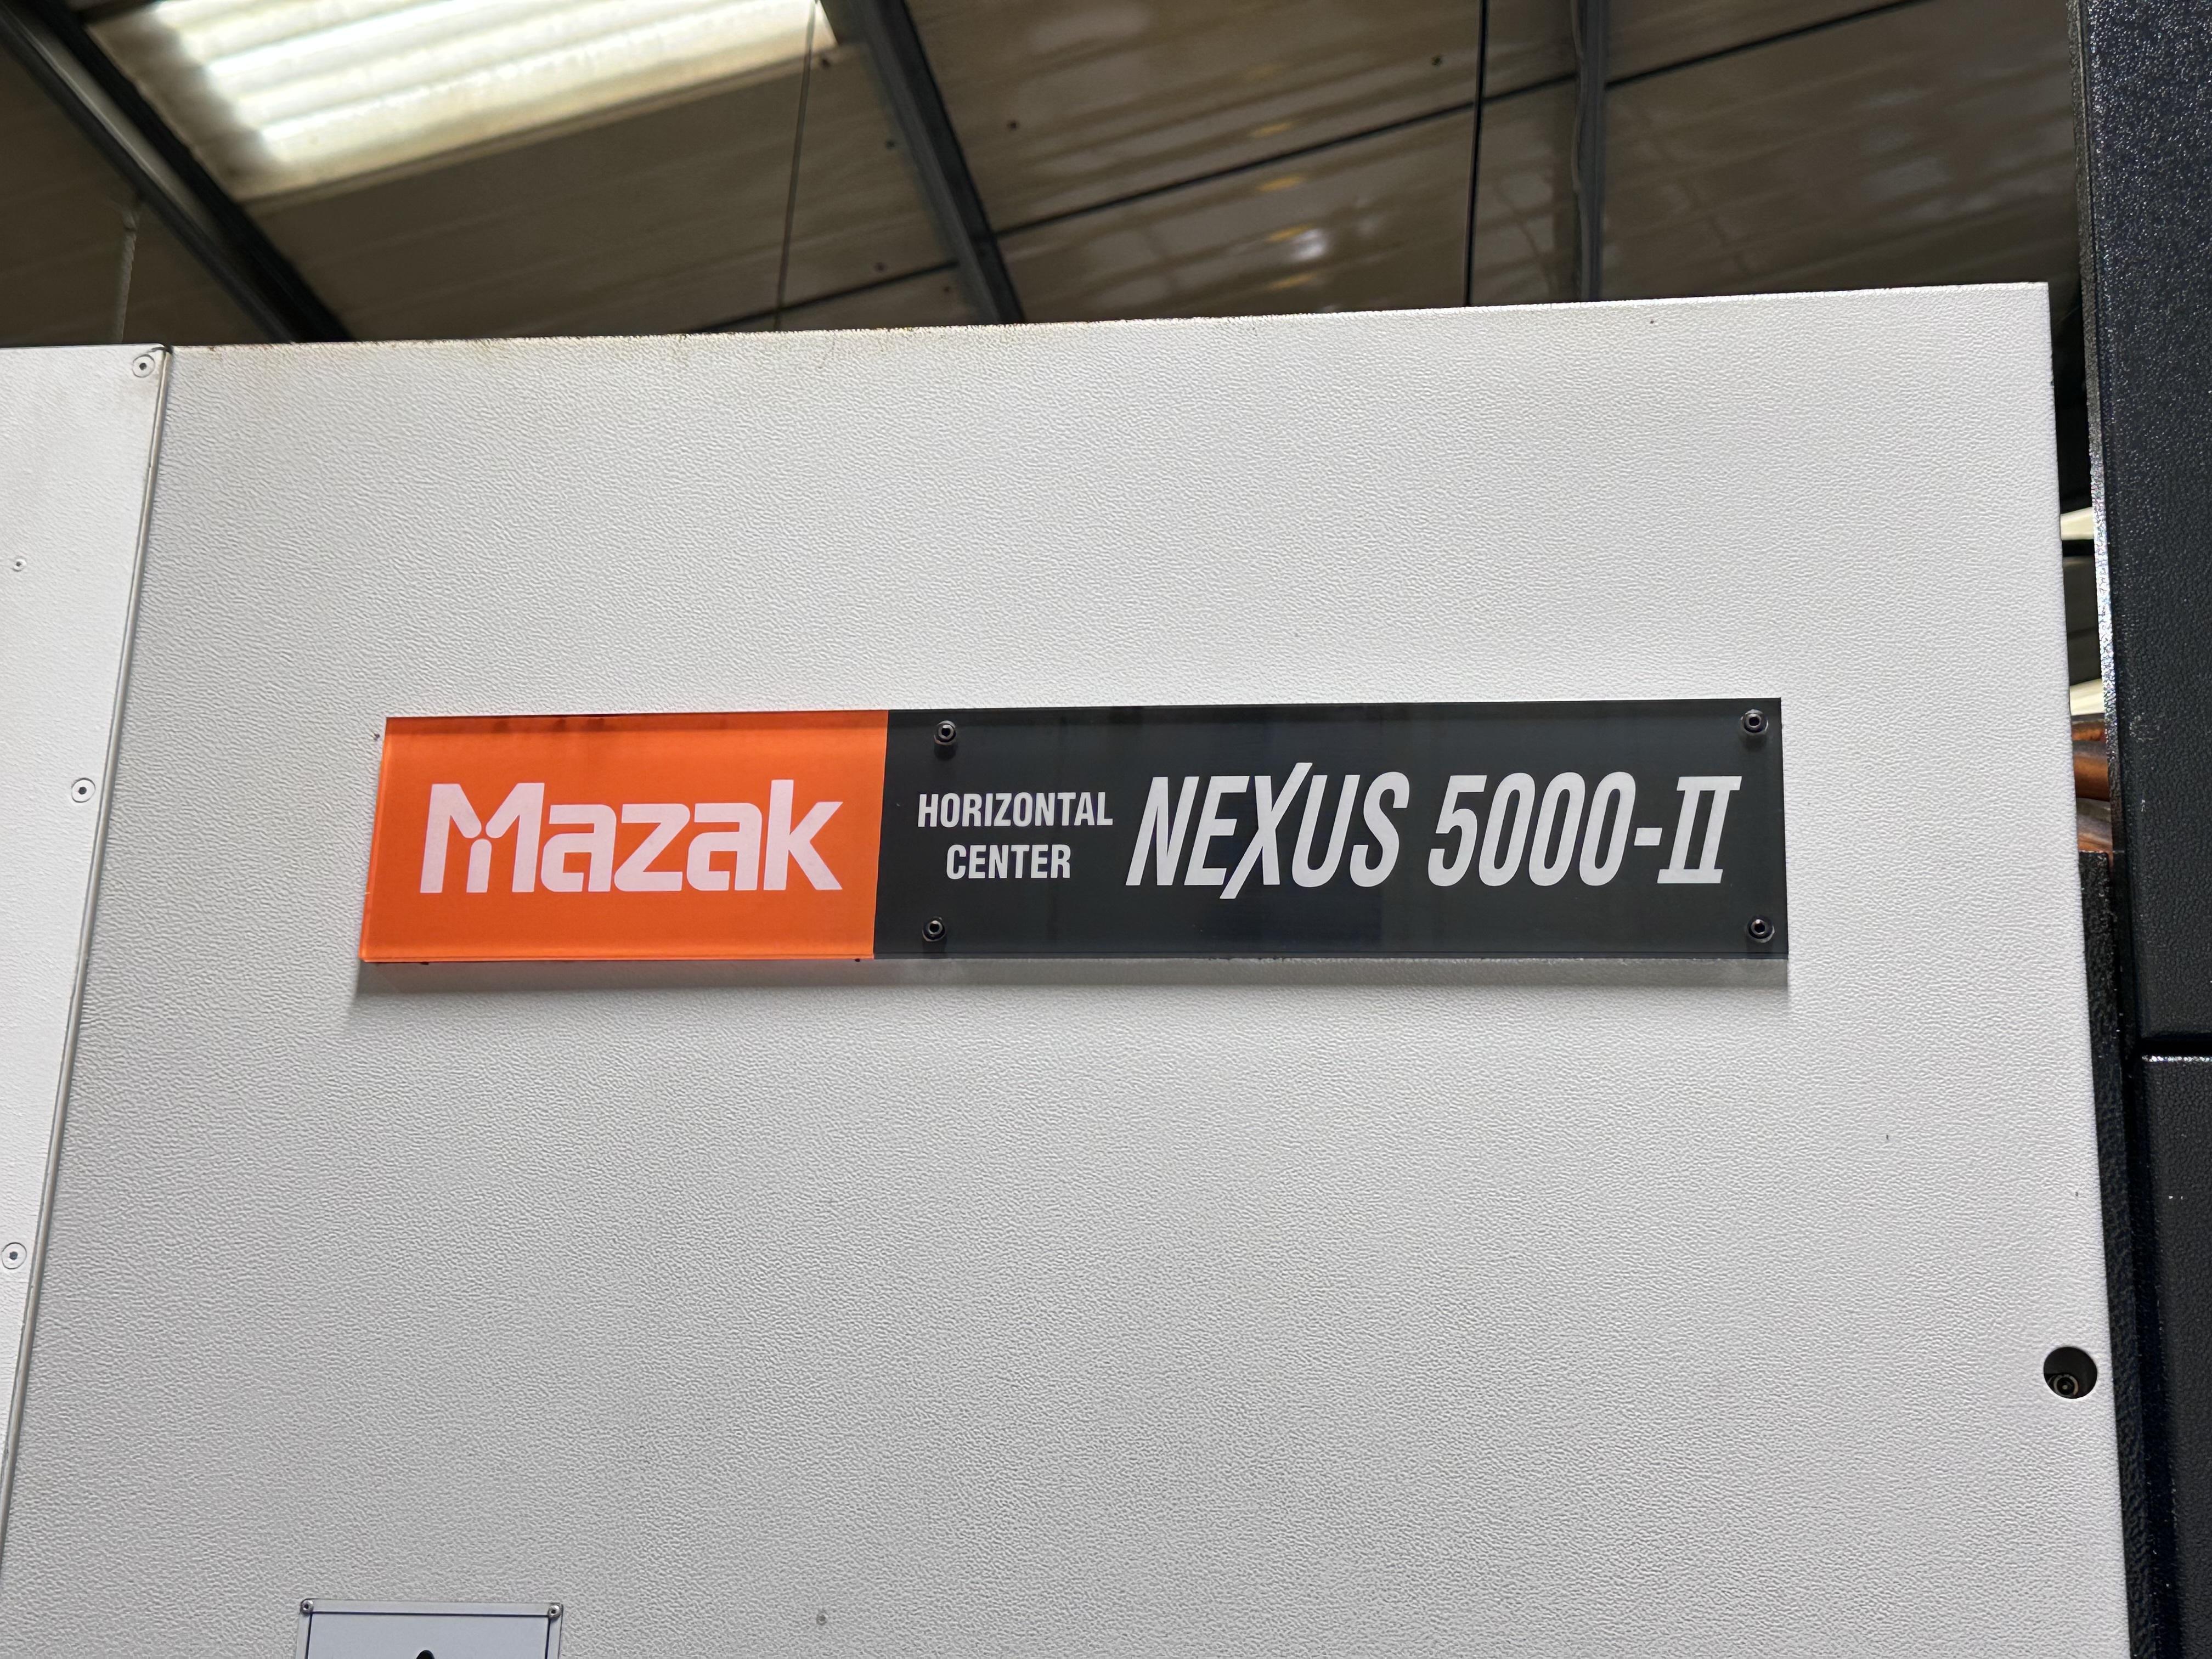 Mazak
HORIZONTAL
CENTER
NEXUS 5000-II